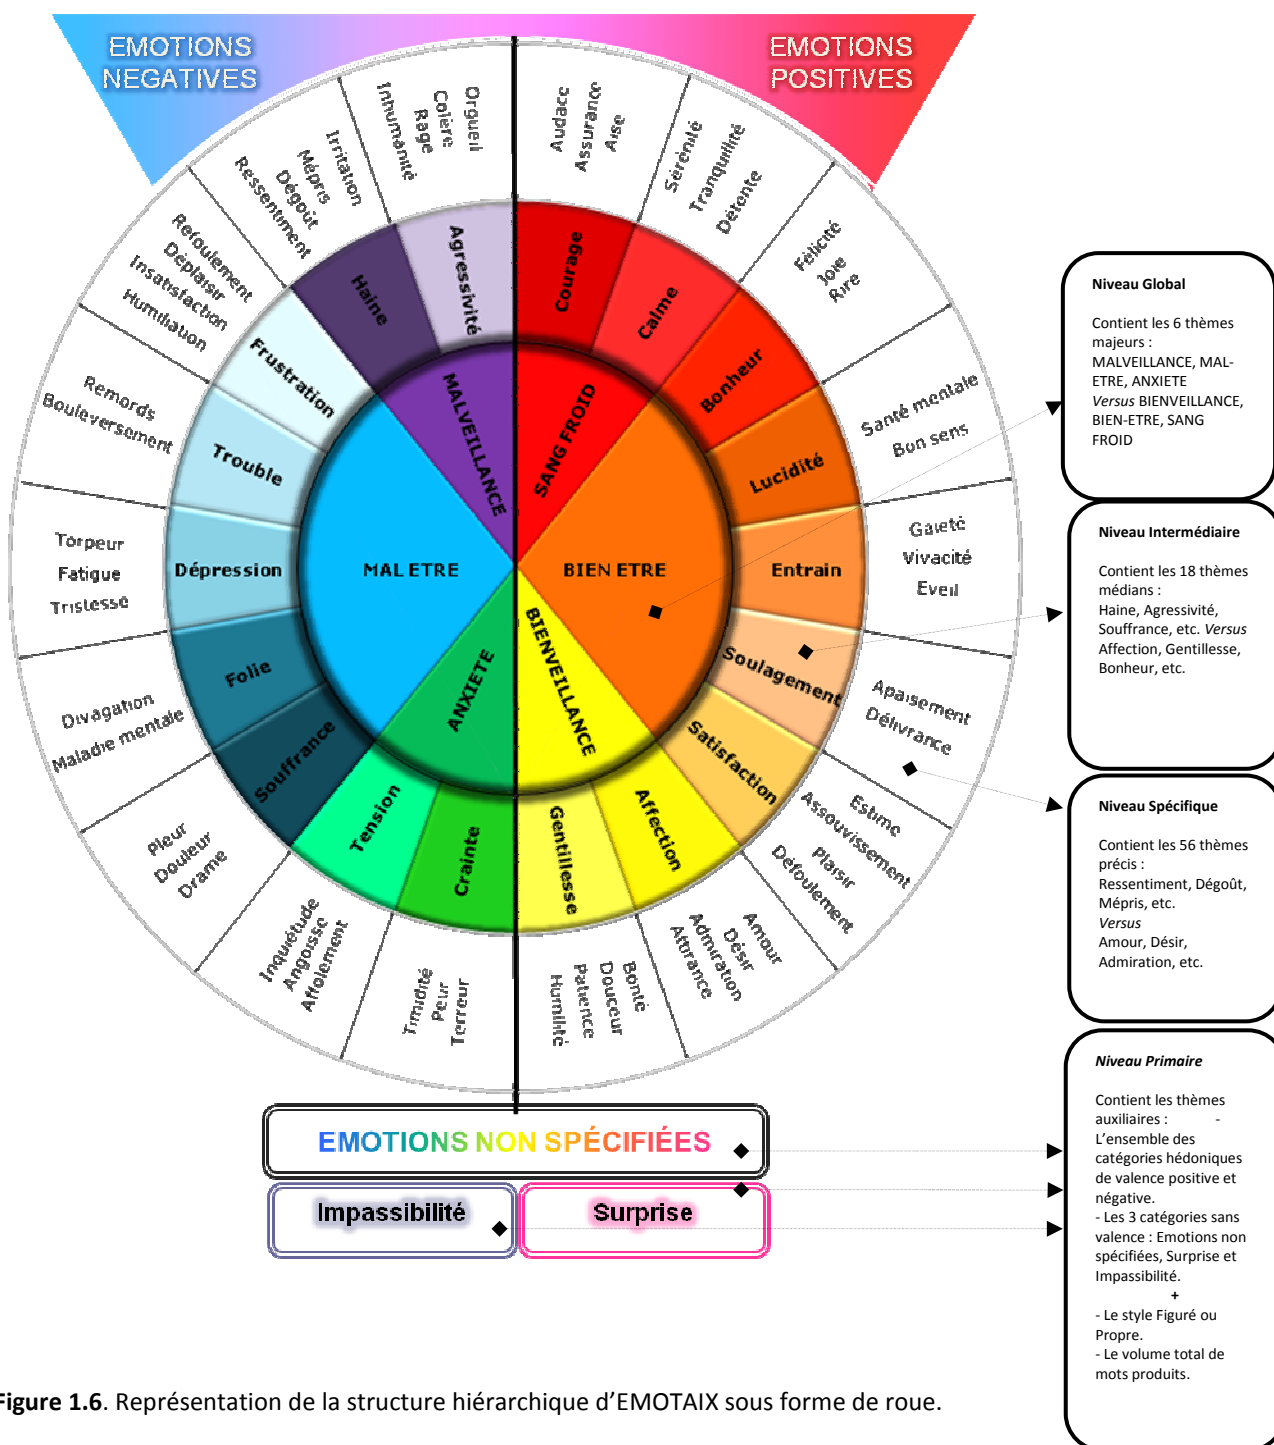 EMOTIONS
NEGATIVES
EMOTIONS
POSITIVES
Orgueil
Colère
Rage
Inhumanité
Irritation
Mépris
Dégoût
Ressentiment
Refoulement
Déplaisir
Insatisfaction
Humiliation
Remords
Bouleversement
Torpeur
Fatigue
Tristesse
Divagation
Maladie mentale
Pleur
Douleur
Drame
Inquiétude
Angoisse
Affolement
Timidité
Peur
Terreur
Audace
Assurance
Aise
Sérénité
Tranquillité
Détente
Félicité
Joie
Rire
Santé mentale
Bon sens
Gaieté
Vivacité
Eveil
Apaisement
Délivrance
Estime
Assouvissement
Plaisir
Défoulement
Amour
Désir
Admiration
Attirance
Bonté
Douceur
Patience
Humilité
Agressivité
Haine
Frustration
Trouble
Dépression
Folie
Souffrance
Tension
Crainte
Courage
Calme
Bonheur
Lucidité
Entrain
Soulagement
Satisfaction
Affection
Gentillesse
MALVEILLANCE
MAL ETRE
ANXIETE
SANG FROID
BIEN ETRE
BIENVEILLANCE
EMOTIONS NON SPÉCIFIÉES
Impassibilité
Surprise
Niveau Global
Contient les 6 thèmes
majeurs :
MALVEILLANCE, MAL-
ETRE, ANXIETE
Versus BIENVEILLANCE,
BIEN-ETRE, SANG
FROID
Niveau Intermédiaire
Contient les 18 thèmes
médians :
Haine, Agressivité,
Souffrance, etc. Versus
Affection, Gentillesse,
Bonheur, etc.
Niveau Spécifique
Contient les 56 thèmes
précis :
Ressentiment, Dégoût,
Mépris, etc.
Versus
Amour, Désir,
Admiration, etc.
Niveau Primaire
Contient les thèmes
auxiliaires : -
L'ensemble des
catégories hédoniques
de valence positive et
négative.
- Les 3 catégories sans
valence : Emotions non
spécifiées, Surprise et
Impassibilité.
+
- Le style Figuré ou
Propre.
- Le volume total de
mots produits.
Figure 1.6. Représentation de la structure hiérarchique d'EMOTAIX sous forme de roue.